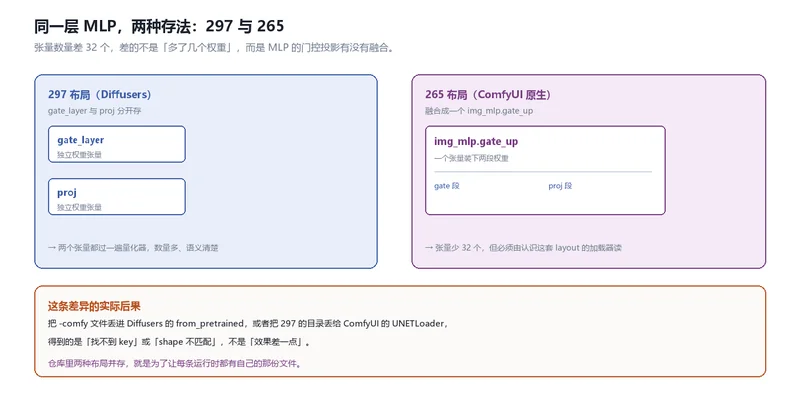 同一层 MLP，两种存法：297 与 265
张量数量差 32 个，差的不是「多了几个权重」，而是 MLP 的门控投影有没有融合。
297 布局（Diffusers）
gate_layer 与 proj 分开存
gate_layer
独立权重张量
proj
独立权重张量
→ 两个张量都过一遍量化器，数量多、语义清楚
265 布局（ComfyUI 原生）
融合成一个 img_mlp.gate_up
img_mlp.gate_up
一个张量装下两段权重
gate 段
proj 段
→ 张量少 32 个，但必须由认识这套 layout 的加载器读
这条差异的实际后果
把 -comfy 文件丢进 Diffusers 的 from_pretrained，或者把 297 的目录丢给 ComfyUI 的 UNETLoader，
得到的是「找不到 key」或「shape 不匹配」，不是「效果差一点」。
仓库里两种布局并存，就是为了让每条运行时都有自己的那份文件。